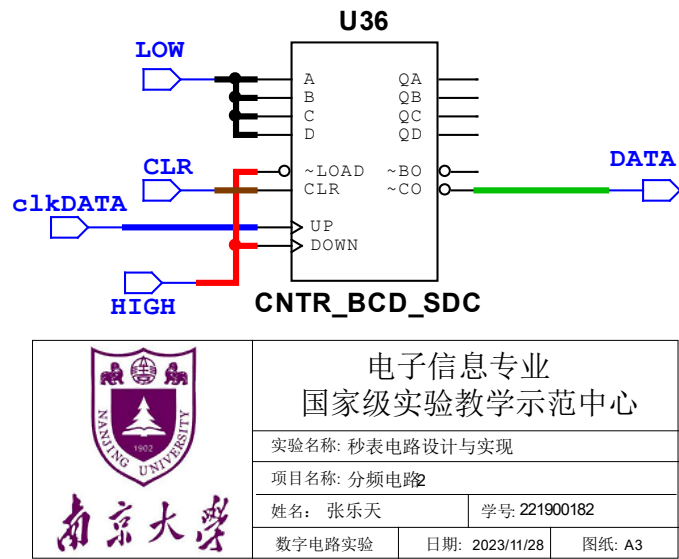 U36
LOW
A QA
B QB
C QC
D QD
~LOAD ~BO
CLR
CLR ~CO
DATA
clkDATA
UP
DOWN
HIGH
CNTR_BCD_SDC
NANJING UNIVERSITY
1902
南京大学
电子信息专业
国家级实验教学示范中心
实验名称: 秒表电路设计与实现
项目名称: 分频电路2
姓名: 张乐天 学号: 221900182
数字电路实验 日期: 2023/11/28 图纸: A3